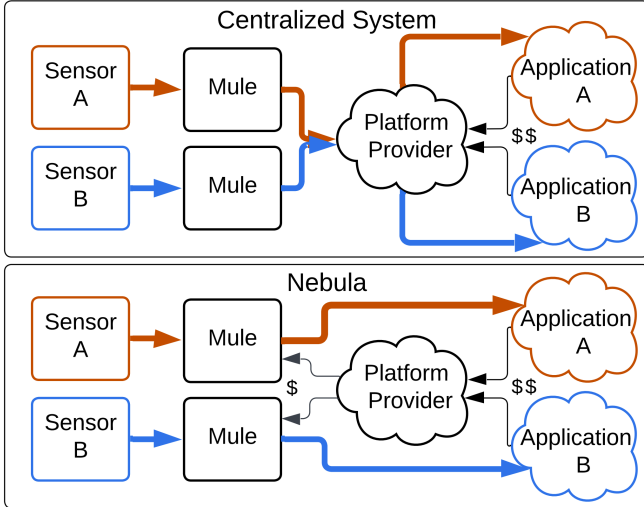 Centralized System
Sensor
A
Mule
Platform
Provider
Application
A
$$
Sensor
B
Mule
Application
B
Nebula
Sensor
A
Mule
Platform
Provider
Application
A
$
$$
Sensor
B
Mule
Application
B